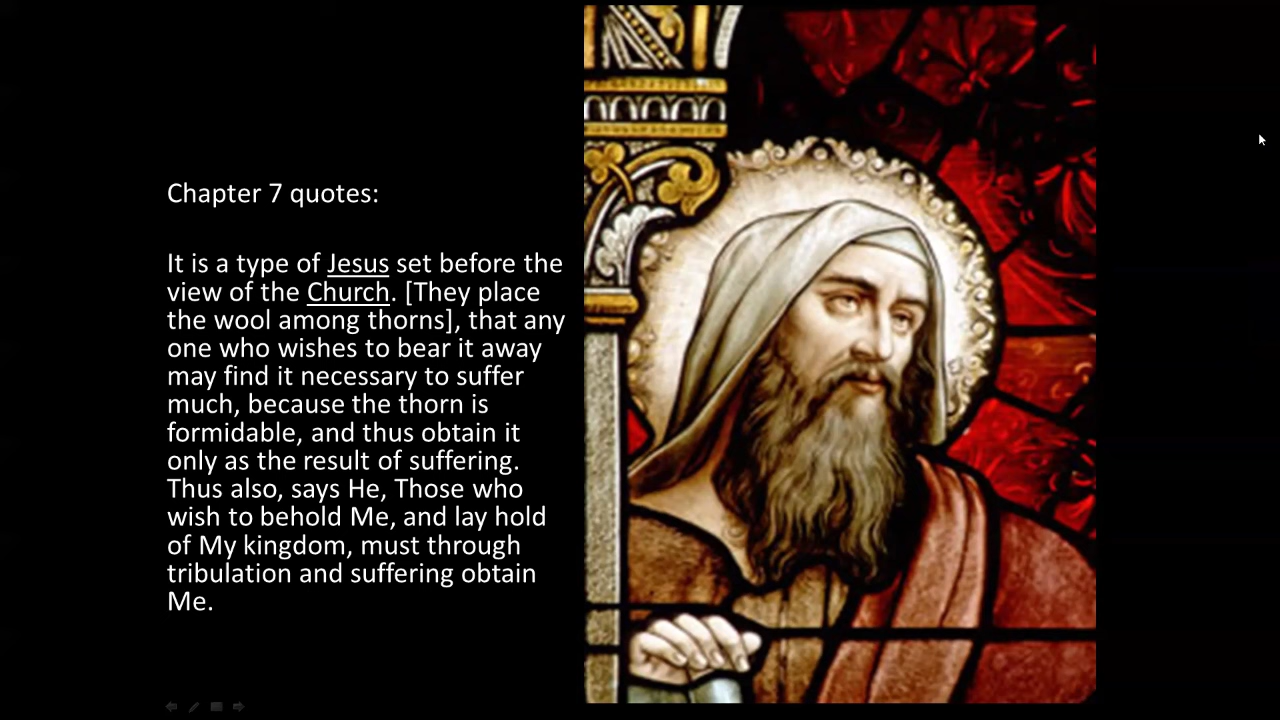 Chapter 7 quotes:
It is a type of Jesus set before the
view of the Church. [They place
the wool among thorns], that any
one who wishes to bear it away
may find it necessary to suffer
much, because the thorn is
formidable, and thus obtain it
only as the result of suffering.
Thus also, says He, Those who
wish to behold Me, and lay hold
of My kingdom, must through
tribulation and suffering obtain
Me.